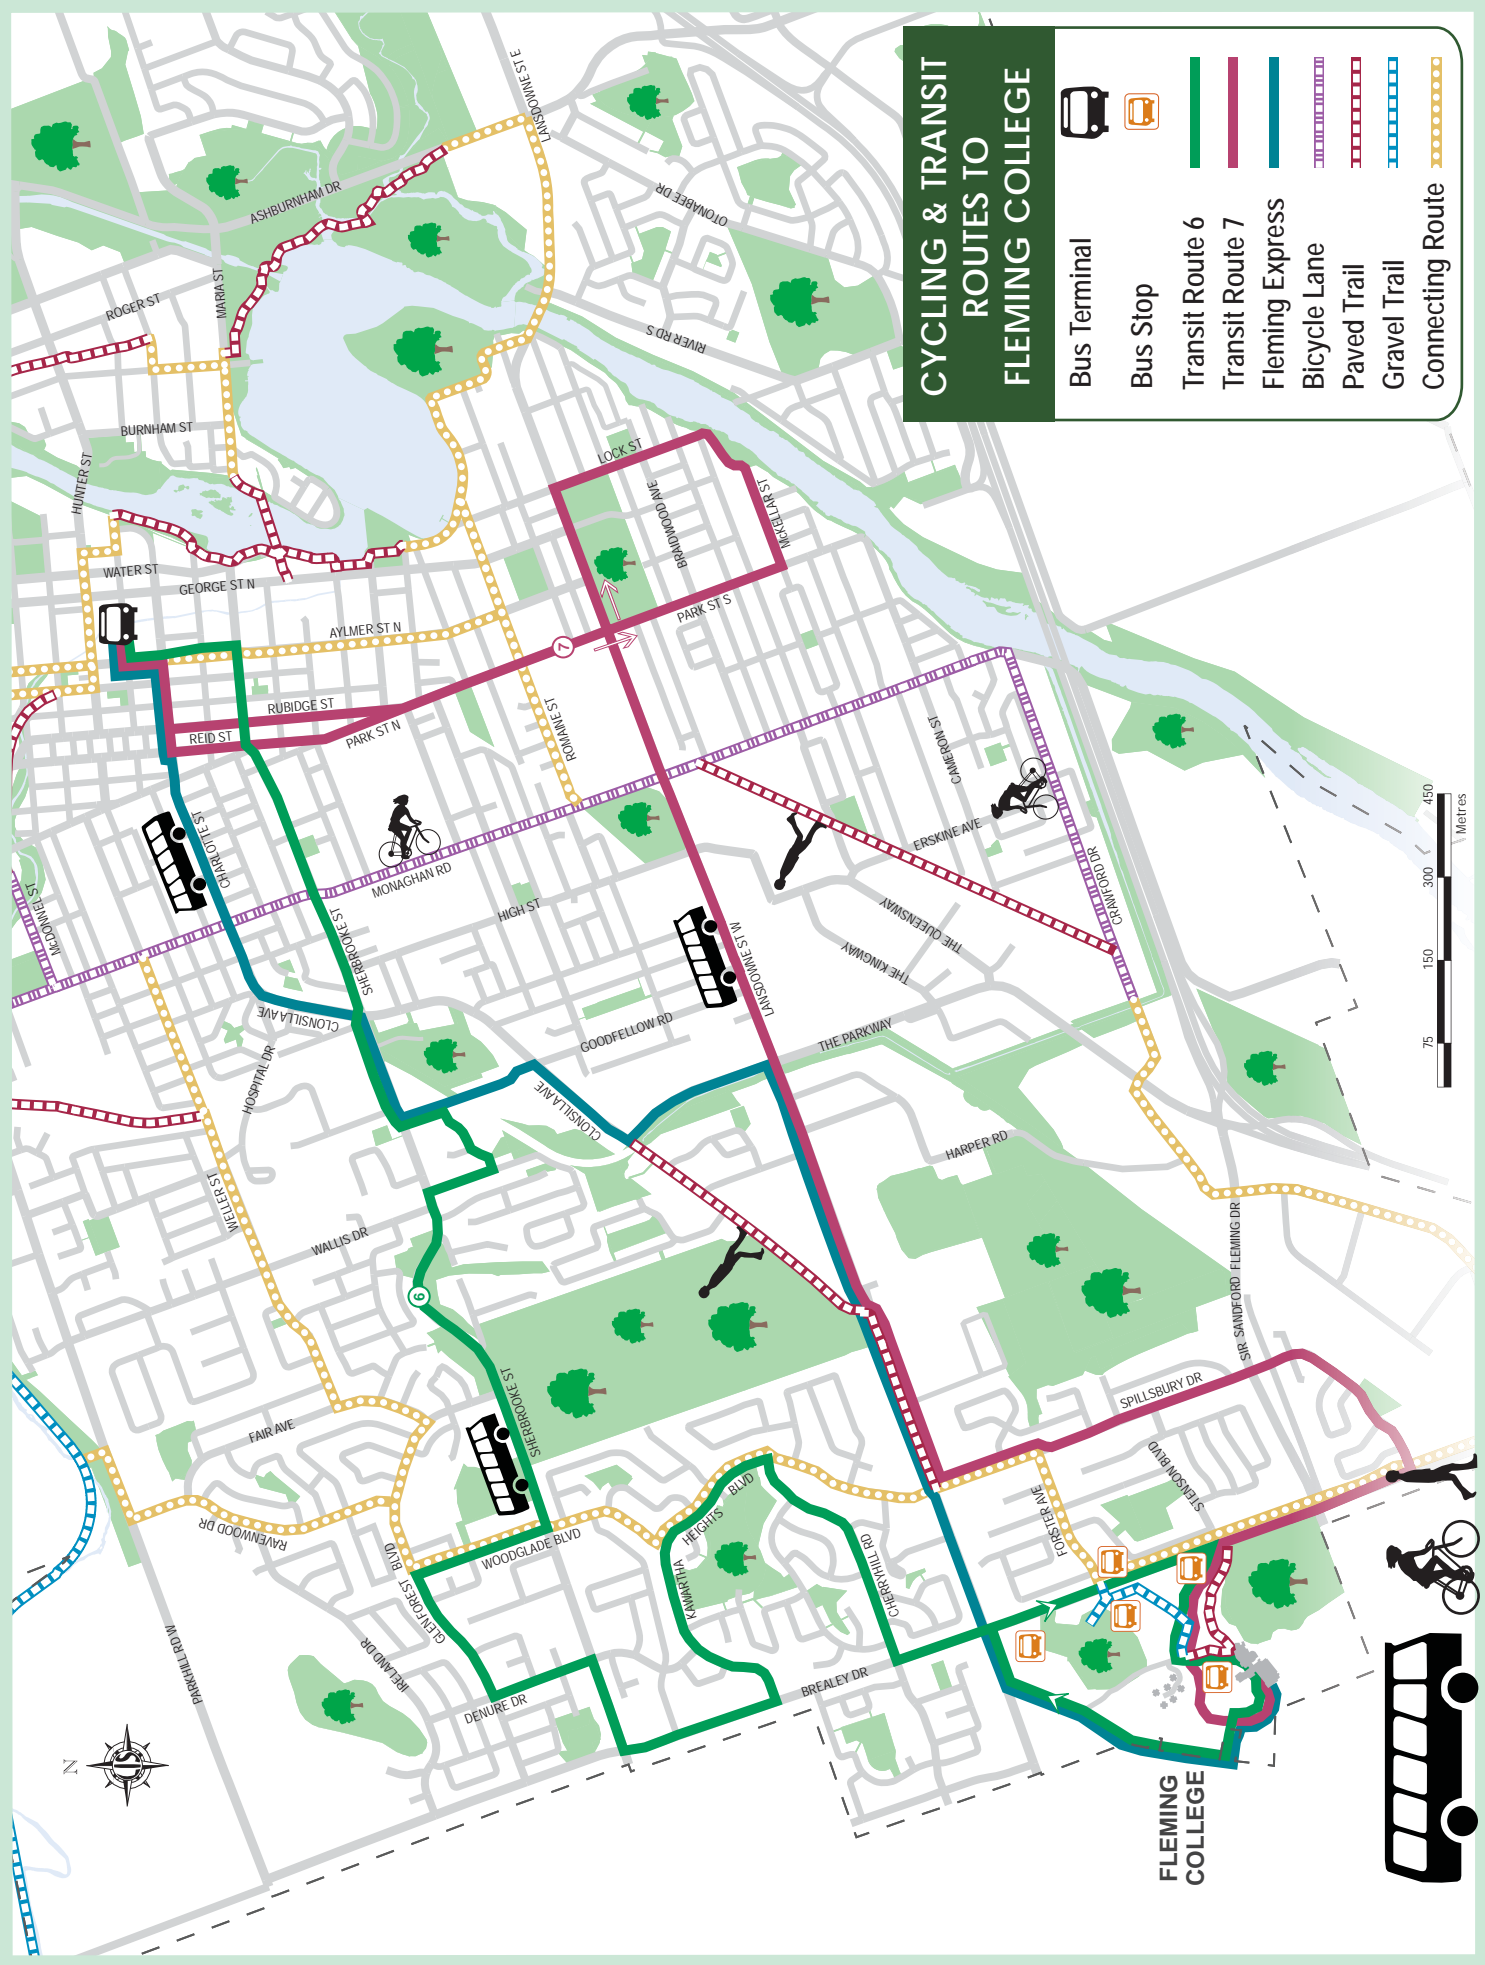 CYCLING & TRANSIT
ROUTES TO
FLEMING COLLEGE
Bus Terminal
Bus Stop
Transit Route 6
Transit Route 7
Fleming Express
Bicycle Lane
Paved Trail
Gravel Trail
Connecting Route
LANSDOWNE ST E
ASHBURNHAM DR
OTONABEE DR
ROGER ST
MARIA ST
RIVER RD S
BURNHAM ST
HUNTER ST
LOCK ST
BRAIDWOOD AVE
MCKELLAR ST
WATER ST
GEORGE ST N
AYLMER ST N
PARK ST S
7
RUBIDGE ST
REID ST
PARK ST N
ROMAINE ST
CAMERON ST
ERSKINE AVE
CRAWFORD DR
MCDONNEL ST
CHARLOTTE ST
MONAGHAN RD
HIGH ST
SHERBROOKE ST
LANSDOWNE ST W
THE QUEENSWAY
THE KINGWAY
THE PARKWAY
CLONSILLA AVE
GOODFELLOW RD
HOSPITAL DR
CLONSILLA AVE
HARPER RD
WELLER ST
WALLIS DR
6
SIR SANDFORD FLEMING DR
SHERBROOKE ST
SPILLSBURY DR
FAIR AVE
STENSON BLVD
RAVENWOOD DR
WOODGLADE BLVD
KAWARTHA
HEIGHTS
BLVD
FORSTER AVE
CHERRYHILL RD
GLENFOREST BLVD
IRELAND DR
DENURE DR
BREALEY DR
PARKHILL RD W
FLEMING
COLLEGE
N
75
150
300
450
Metres